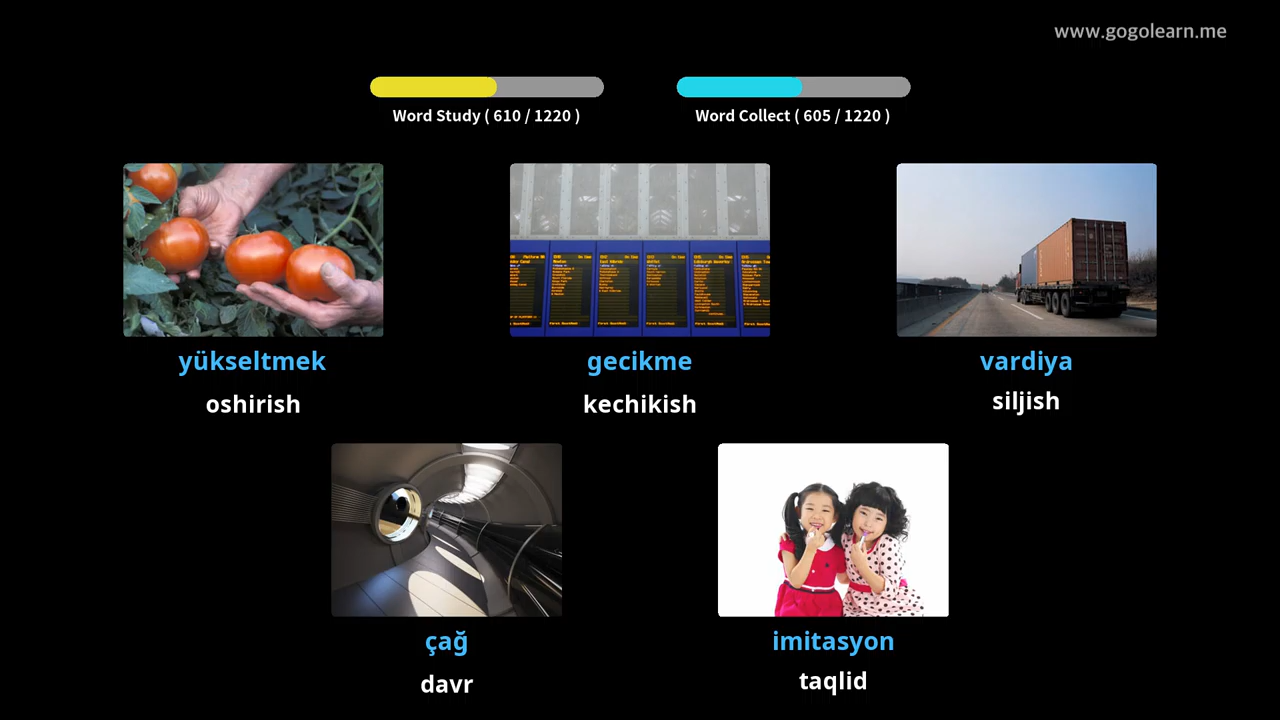 www.gogolearn.me
Word Study ( 610 / 1220 )
Word Collect ( 605 / 1220 )
yükseltmek
gecikme
vardiya
oshirish
kechikish
siljish
çağ
imitasyon
davr
taqlid